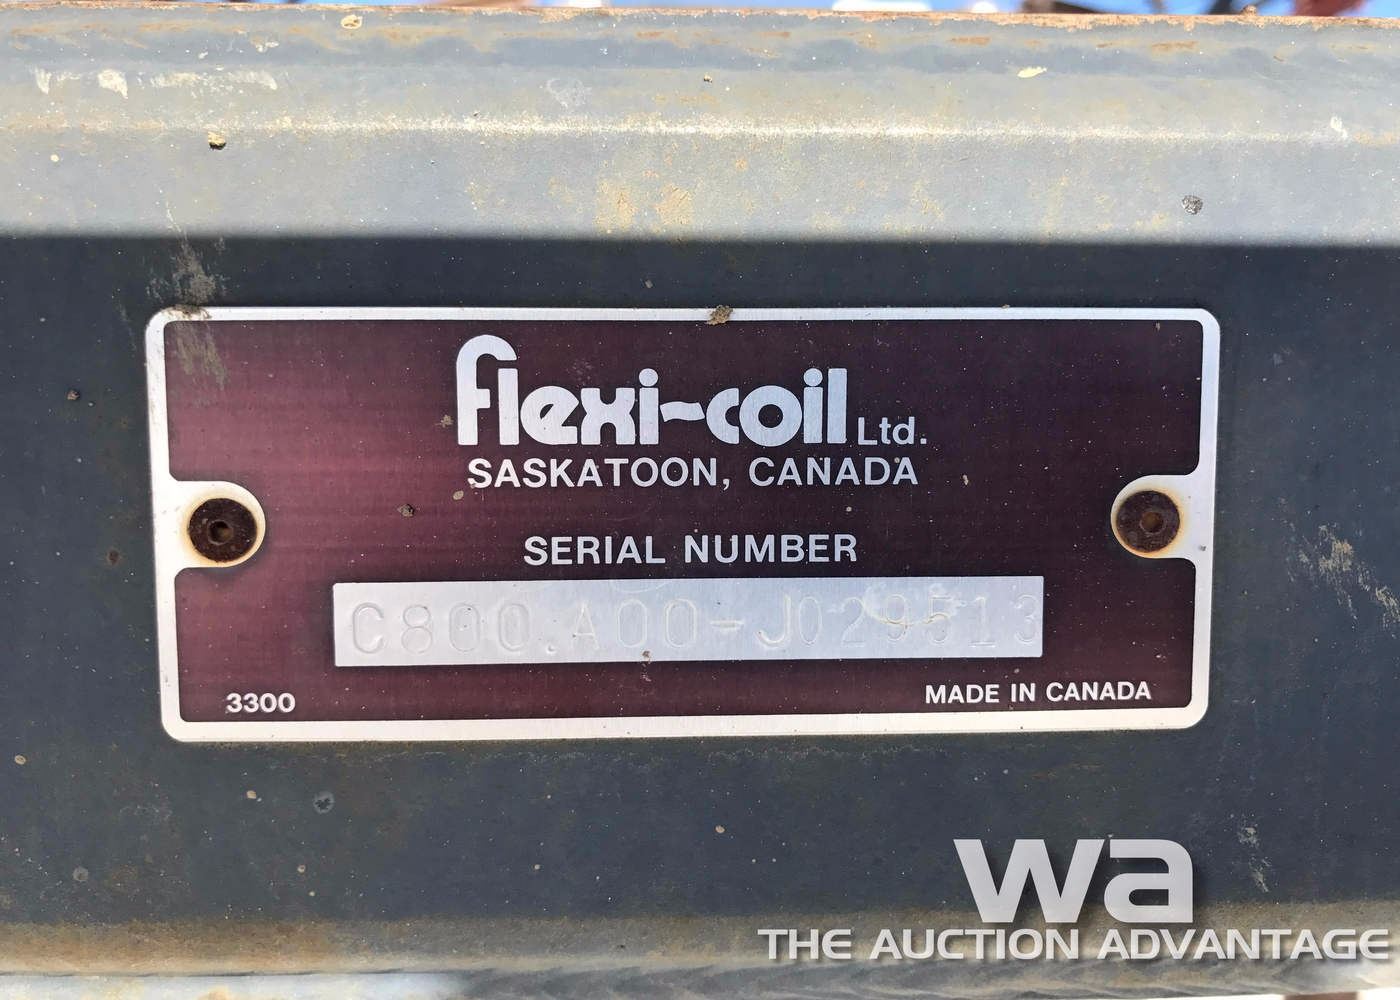 flexi-coil Ltd.
SASKATOON, CANADA
SERIAL NUMBER
C800.A00-J029513
3300
MADE IN CANADA
wa
THE AUCTION ADVANTAGE